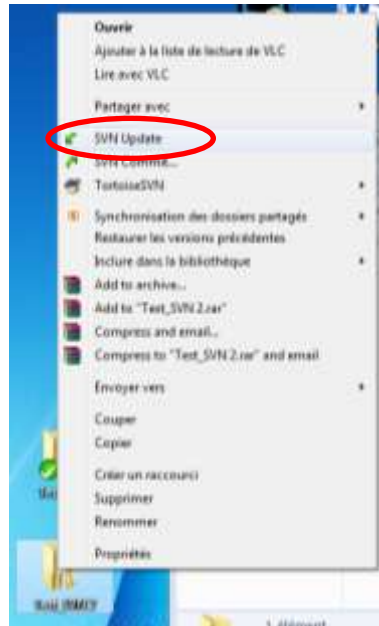 Ouvrir
Ajouter à la liste de lecture de VLC
Lire avec VLC
Partager avec
SVN Update
SVN Commit...
TortoiseSVN
Synchronisation des dossiers partagés
Restaurer les versions précédentes
Inclure dans la bibliothèque
Add to archive...
Add to "Test_SVN 2.rar"
Compress and email...
Compress to "Test_SVN 2.rar" and email
Envoyer vers
Couper
Copier
Créer un raccourci
Supprimer
Renommer
Propriétés
1 élément